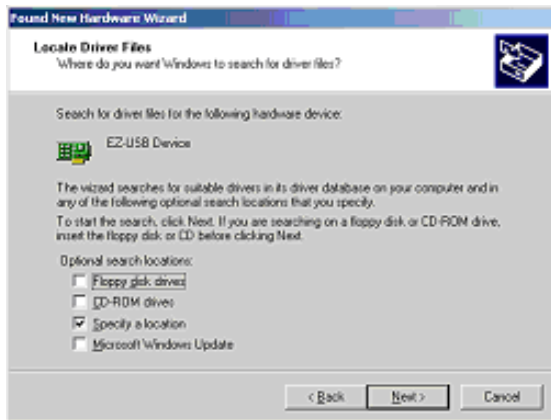 Found New Hardware Wizard
Locate Driver Files
Where do you want Windows to search for driver files?
Search for driver files for the following hardware device:
EZ-USB Device
The wizard searches for suitable drivers in its driver database on your computer and in
any of the following optional search locations that you specify.
To start the search, click Next. If you are searching on a floppy disk or CD-ROM drive,
insert the floppy disk or CD before clicking Next.
Optional search locations:
Floppy disk drives
CD-ROM drives
Specify a location
Microsoft Windows Update
< Back Next > Cancel